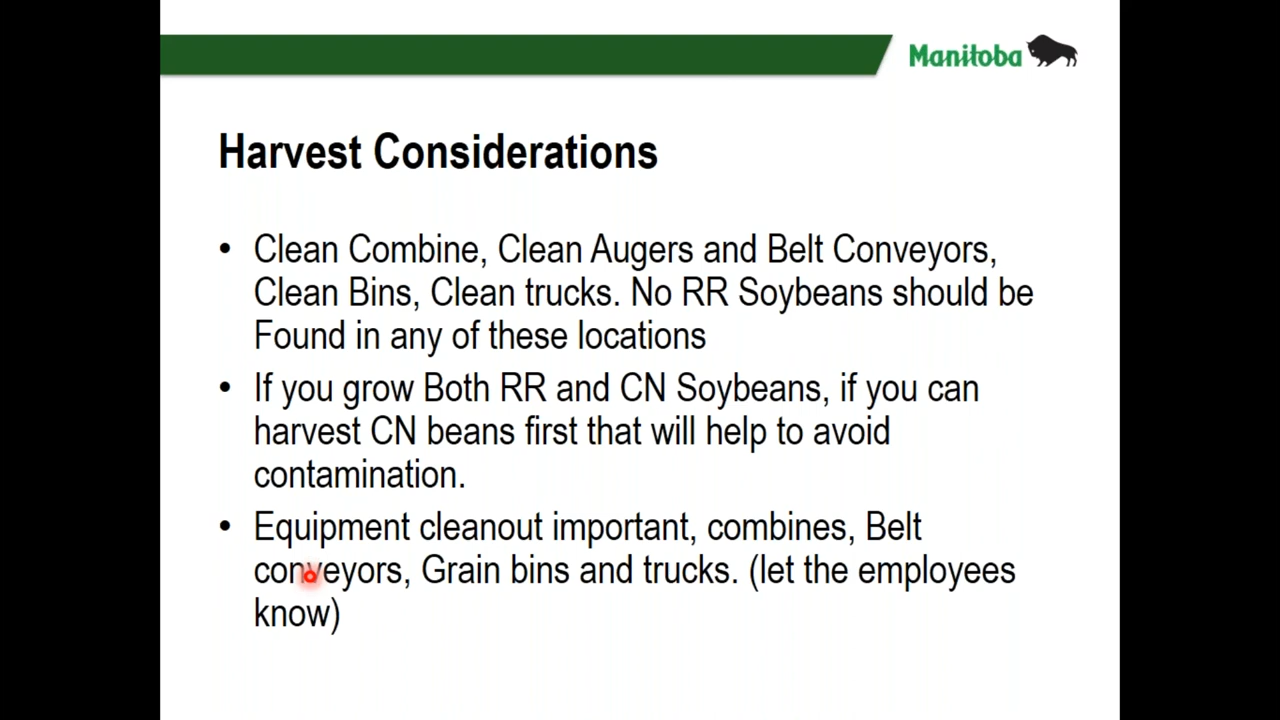 Manitoba
Harvest Considerations
• Clean Combine, Clean Augers and Belt Conveyors,
Clean Bins, Clean trucks. No RR Soybeans should be
Found in any of these locations
• If you grow Both RR and CN Soybeans, if you can
harvest CN beans first that will help to avoid
contamination.
• Equipment cleanout important, combines, Belt
conveyors, Grain bins and trucks. (let the employees
know)